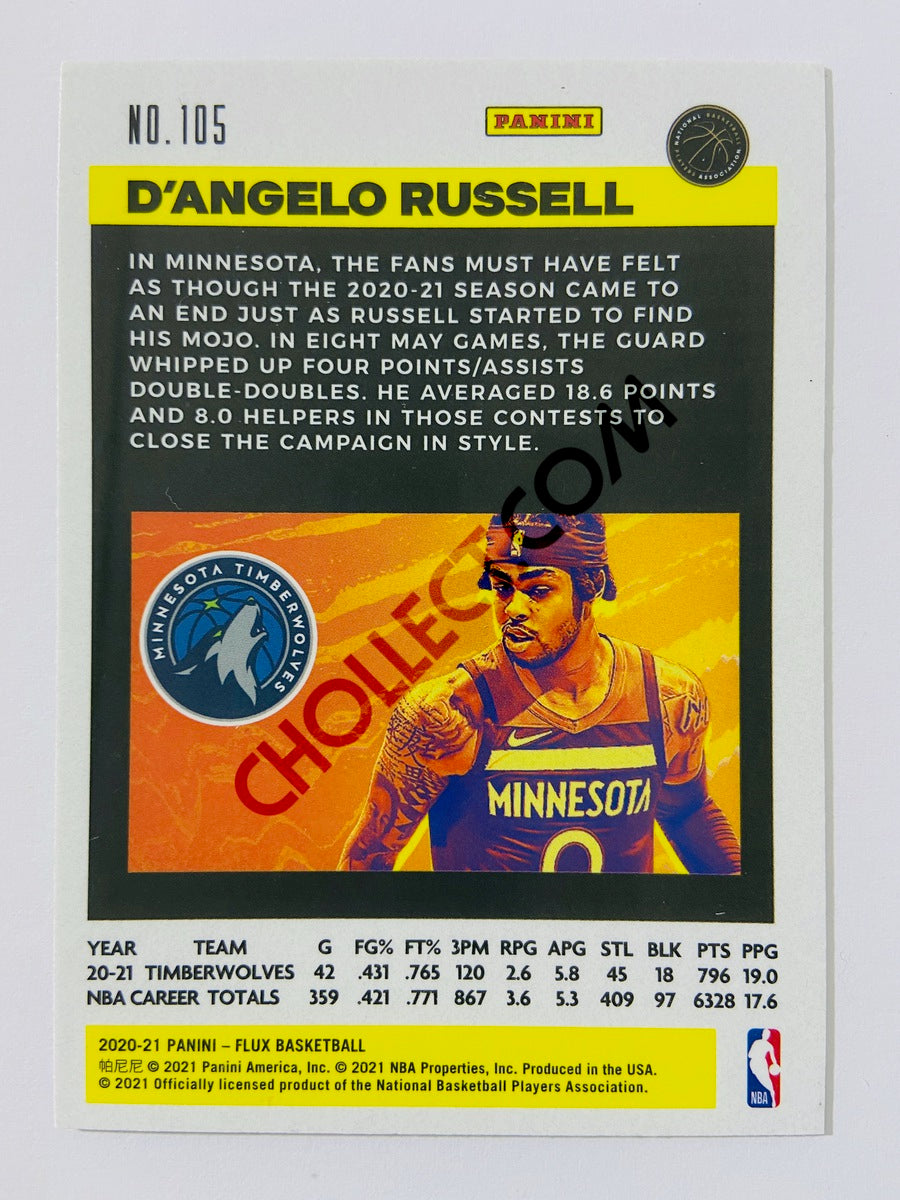 NO.105
PANINI
NATIONAL BASKETBALL PLAYERS ASSOCIATION
D'ANGELO RUSSELL
IN MINNESOTA, THE FANS MUST HAVE FELT
AS THOUGH THE 2020-21 SEASON CAME TO
AN END JUST AS RUSSELL STARTED TO FIND
HIS MOJO. IN EIGHT MAY GAMES, THE GUARD
WHIPPED UP FOUR POINTS/ASSISTS
DOUBLE-DOUBLES. HE AVERAGED 18.6 POINTS
AND 8.0 HELPERS IN THOSE CONTESTS TO
CLOSE THE CAMPAIGN IN STYLE.
CHOLLECT.COM
MINNESOTA TIMBERWOLVES
MINNESOTA
0
YEAR TEAM G FG% FT% 3PM RPG APG STL BLK PTS PPG
20-21 TIMBERWOLVES 42 .431 .765 120 2.6 5.8 45 18 796 19.0
NBA CAREER TOTALS 359 .421 .771 867 3.6 5.3 409 97 6328 17.6
2020-21 PANINI – FLUX BASKETBALL
帕尼尼 © 2021 Panini America, Inc. © 2021 NBA Properties, Inc. Produced in the USA.
© 2021 Officially licensed product of the National Basketball Players Association.
NBA